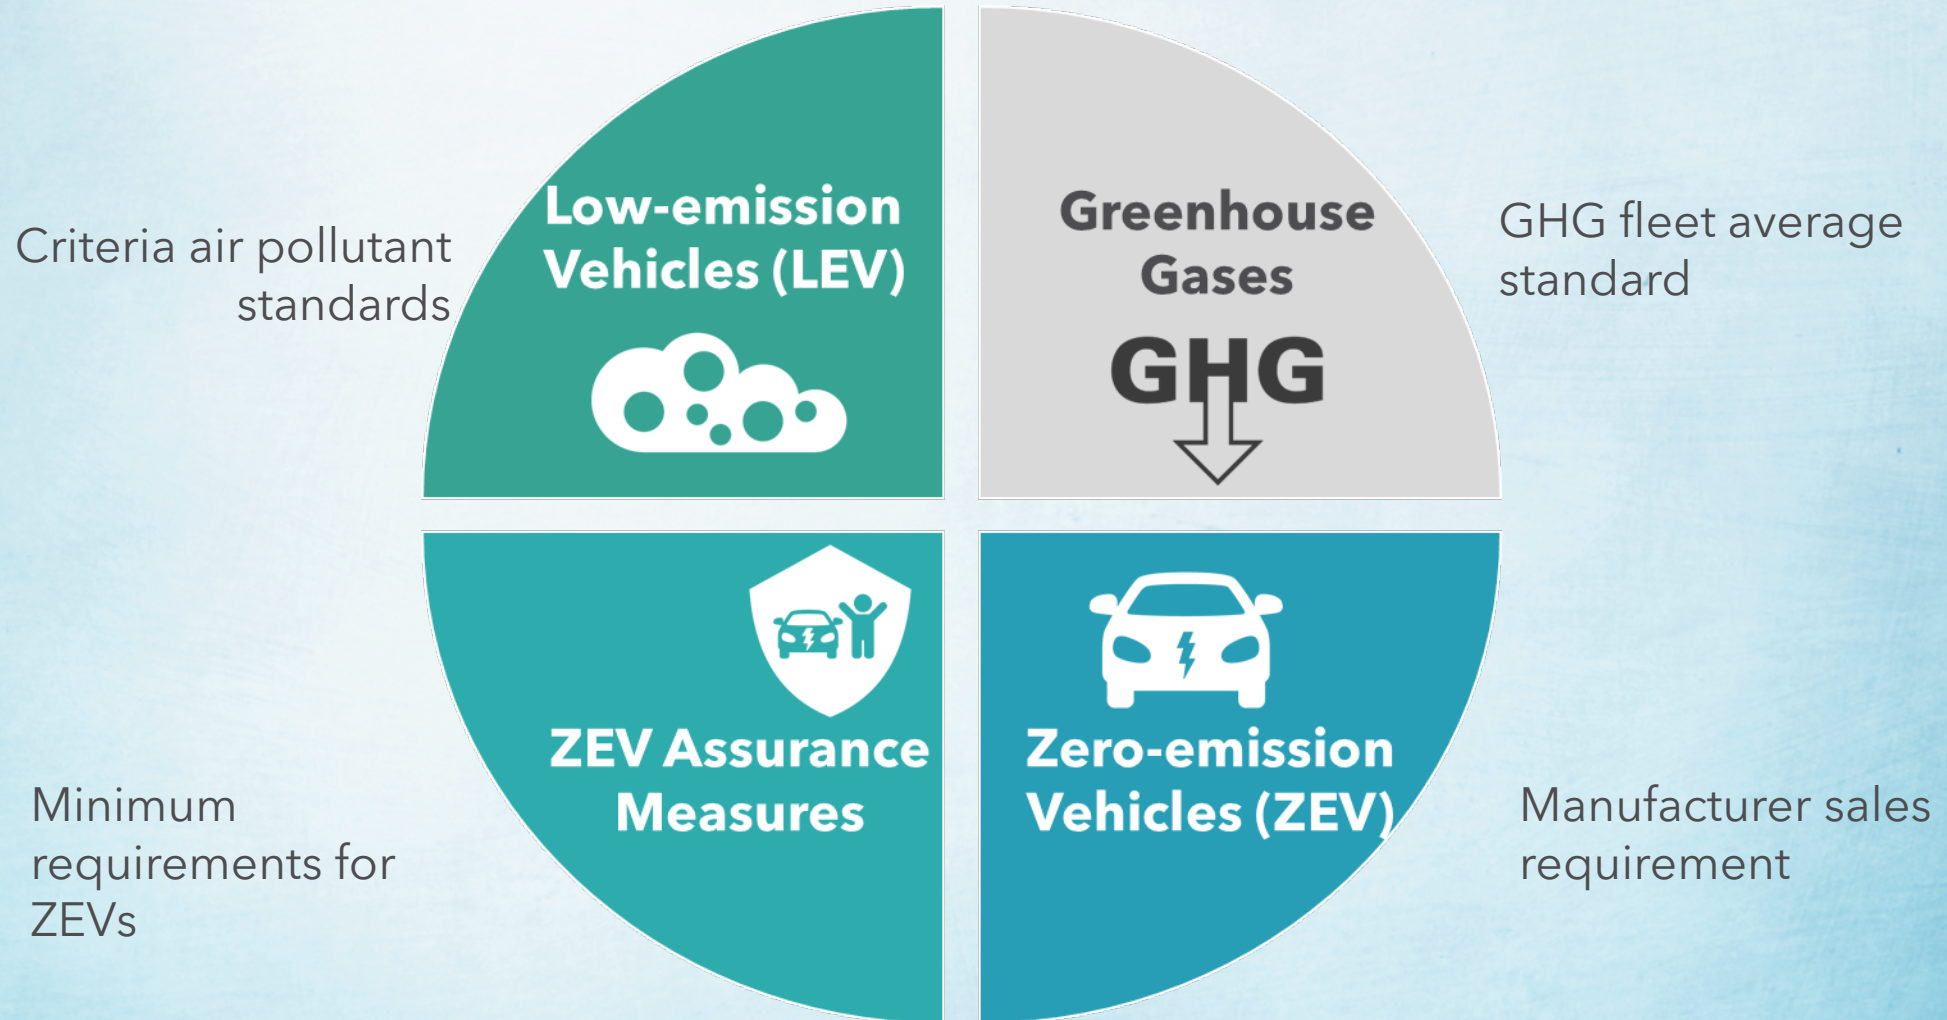 Criteria air pollutant
standards
Low-emission
Vehicles (LEV)
Greenhouse
Gases
GHG
GHG fleet average
standard
Minimum
requirements for
ZEVs
ZEV Assurance
Measures
Zero-emission
Vehicles (ZEV)
Manufacturer sales
requirement